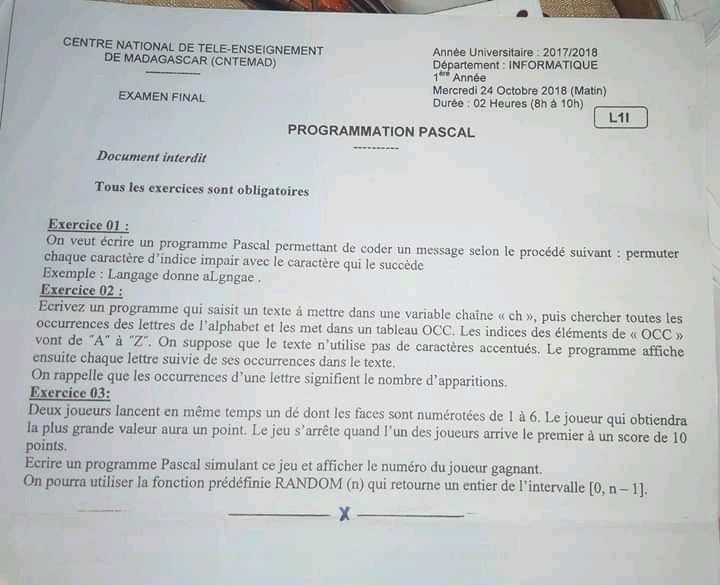 CENTRE NATIONAL DE TELE-ENSEIGNEMENT
DE MADAGASCAR (CNTEMAD)
----------
EXAMEN FINAL
Année Universitaire : 2017/2018
Département : INFORMATIQUE
1ère Année
Mercredi 24 Octobre 2018 (Matin)
Durée : 02 Heures (8h à 10h)
L1I
PROGRAMMATION PASCAL
----------
Document interdit
Tous les exercices sont obligatoires
Exercice 01 :
On veut écrire un programme Pascal permettant de coder un message selon le procédé suivant : permuter
chaque caractère d'indice impair avec le caractère qui le succède
Exemple : Langage donne aLgngae .
Exercice 02 :
Ecrivez un programme qui saisit un texte à mettre dans une variable chaîne « ch », puis chercher toutes les
occurrences des lettres de l'alphabet et les met dans un tableau OCC. Les indices des éléments de « OCC »
vont de "A" à "Z". On suppose que le texte n'utilise pas de caractères accentués. Le programme affiche
ensuite chaque lettre suivie de ses occurrences dans le texte.
On rappelle que les occurrences d'une lettre signifient le nombre d'apparitions.
Exercice 03:
Deux joueurs lancent en même temps un dé dont les faces sont numérotées de 1 à 6. Le joueur qui obtiendra
la plus grande valeur aura un point. Le jeu s'arrête quand l'un des joueurs arrive le premier à un score de 10
points.
Ecrire un programme Pascal simulant ce jeu et afficher le numéro du joueur gagnant.
On pourra utiliser la fonction prédéfinie RANDOM (n) qui retourne un entier de l'intervalle [0, n – 1].
X